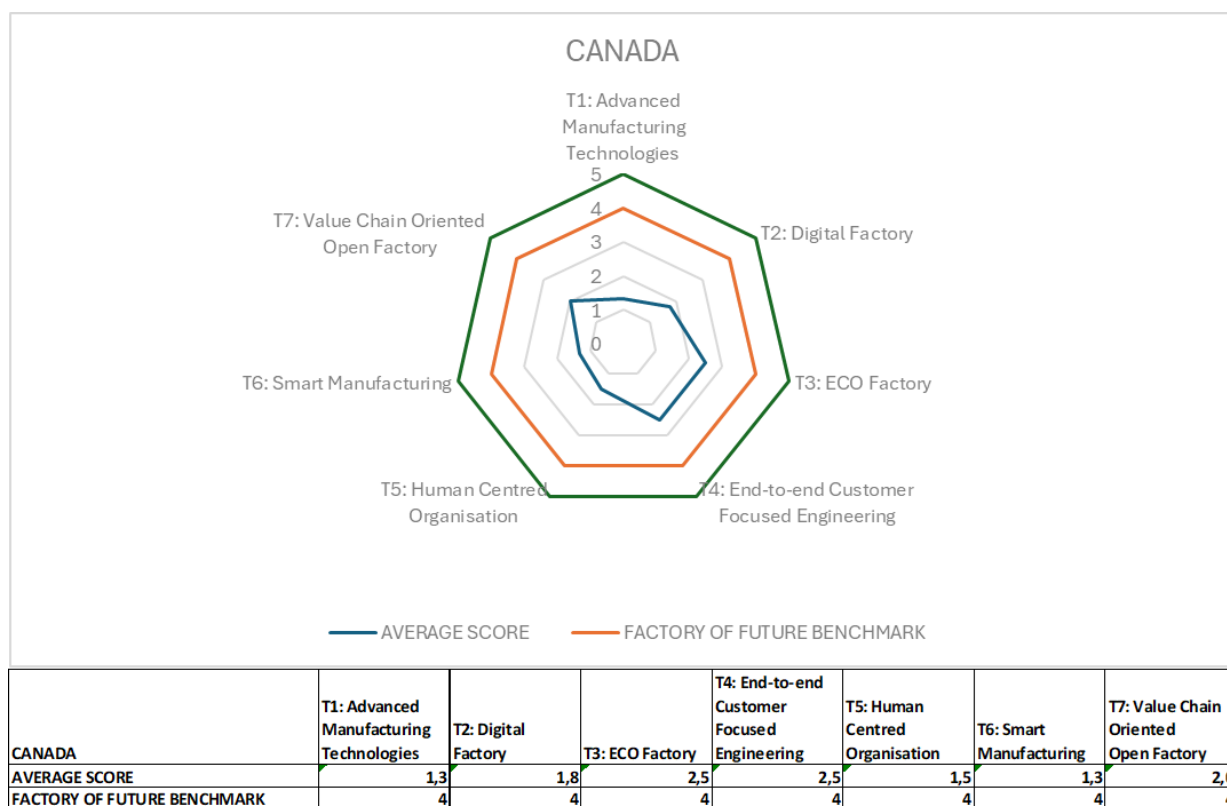 CANADA
T1: Advanced
Manufacturing
Technologies
5
4
3
2
1
0
T2: Digital Factory
T3: ECO Factory
T4: End-to-end Customer
Focused Engineering
T5: Human Centred
Organisation
T6: Smart Manufacturing
T7: Value Chain Oriented
Open Factory
AVERAGE SCORE
FACTORY OF FUTURE BENCHMARK
CANADA
T1: Advanced
Manufacturing
Technologies
T2: Digital
Factory
T3: ECO Factory
T4: End-to-end
Customer
Focused
Engineering
T5: Human
Centred
Organisation
T6: Smart
Manufacturing
T7: Value Chain
Oriented
Open Factory
AVERAGE SCORE 1,3 1,8 2,5 2,5 1,5 1,3 2,0
FACTORY OF FUTURE BENCHMARK 4 4 4 4 4 4 4